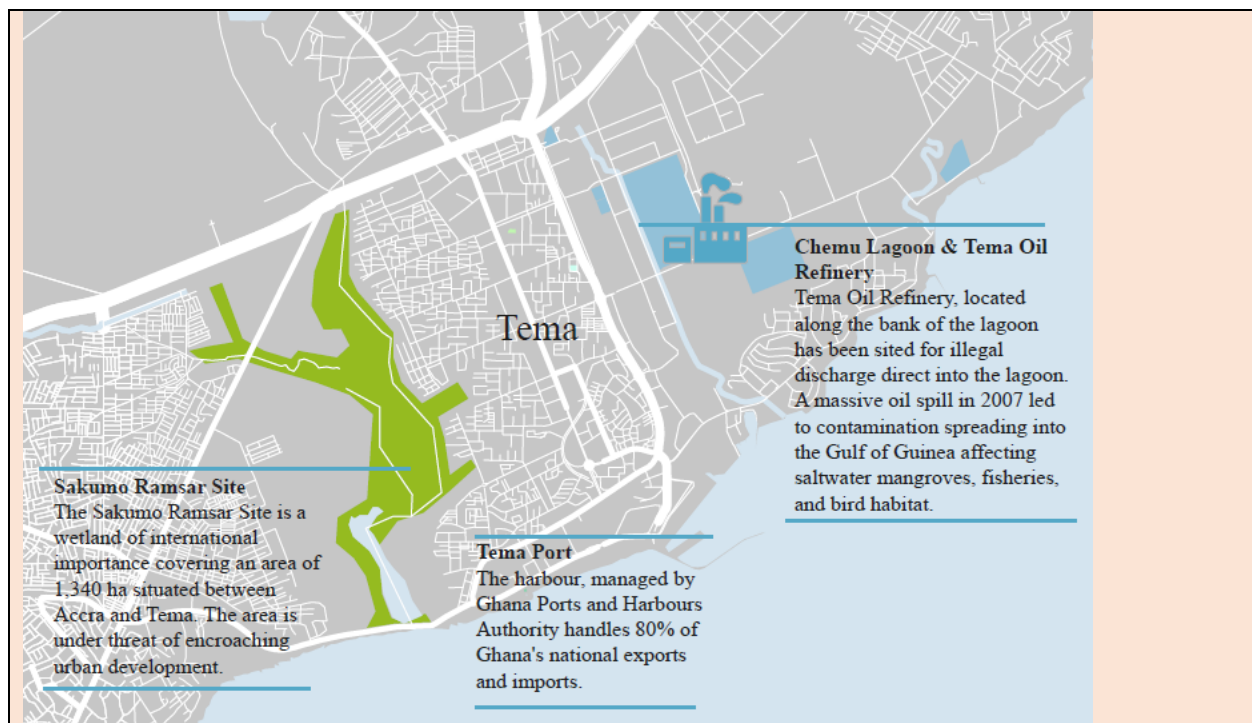 Tema
Chemu Lagoon & Tema Oil
Refinery
Tema Oil Refinery, located
along the bank of the lagoon
has been sited for illegal
discharge direct into the lagoon.
A massive oil spill in 2007 led
to contamination spreading into
the Gulf of Guinea affecting
saltwater mangroves, fisheries,
and bird habitat.
Sakumo Ramsar Site
The Sakumo Ramsar Site is a
wetland of international
importance covering an area of
1,340 ha situated between
Accra and Tema. The area is
under threat of encroaching
urban development.
Tema Port
The harbour, managed by
Ghana Ports and Harbours
Authority handles 80% of
Ghana's national exports
and imports.